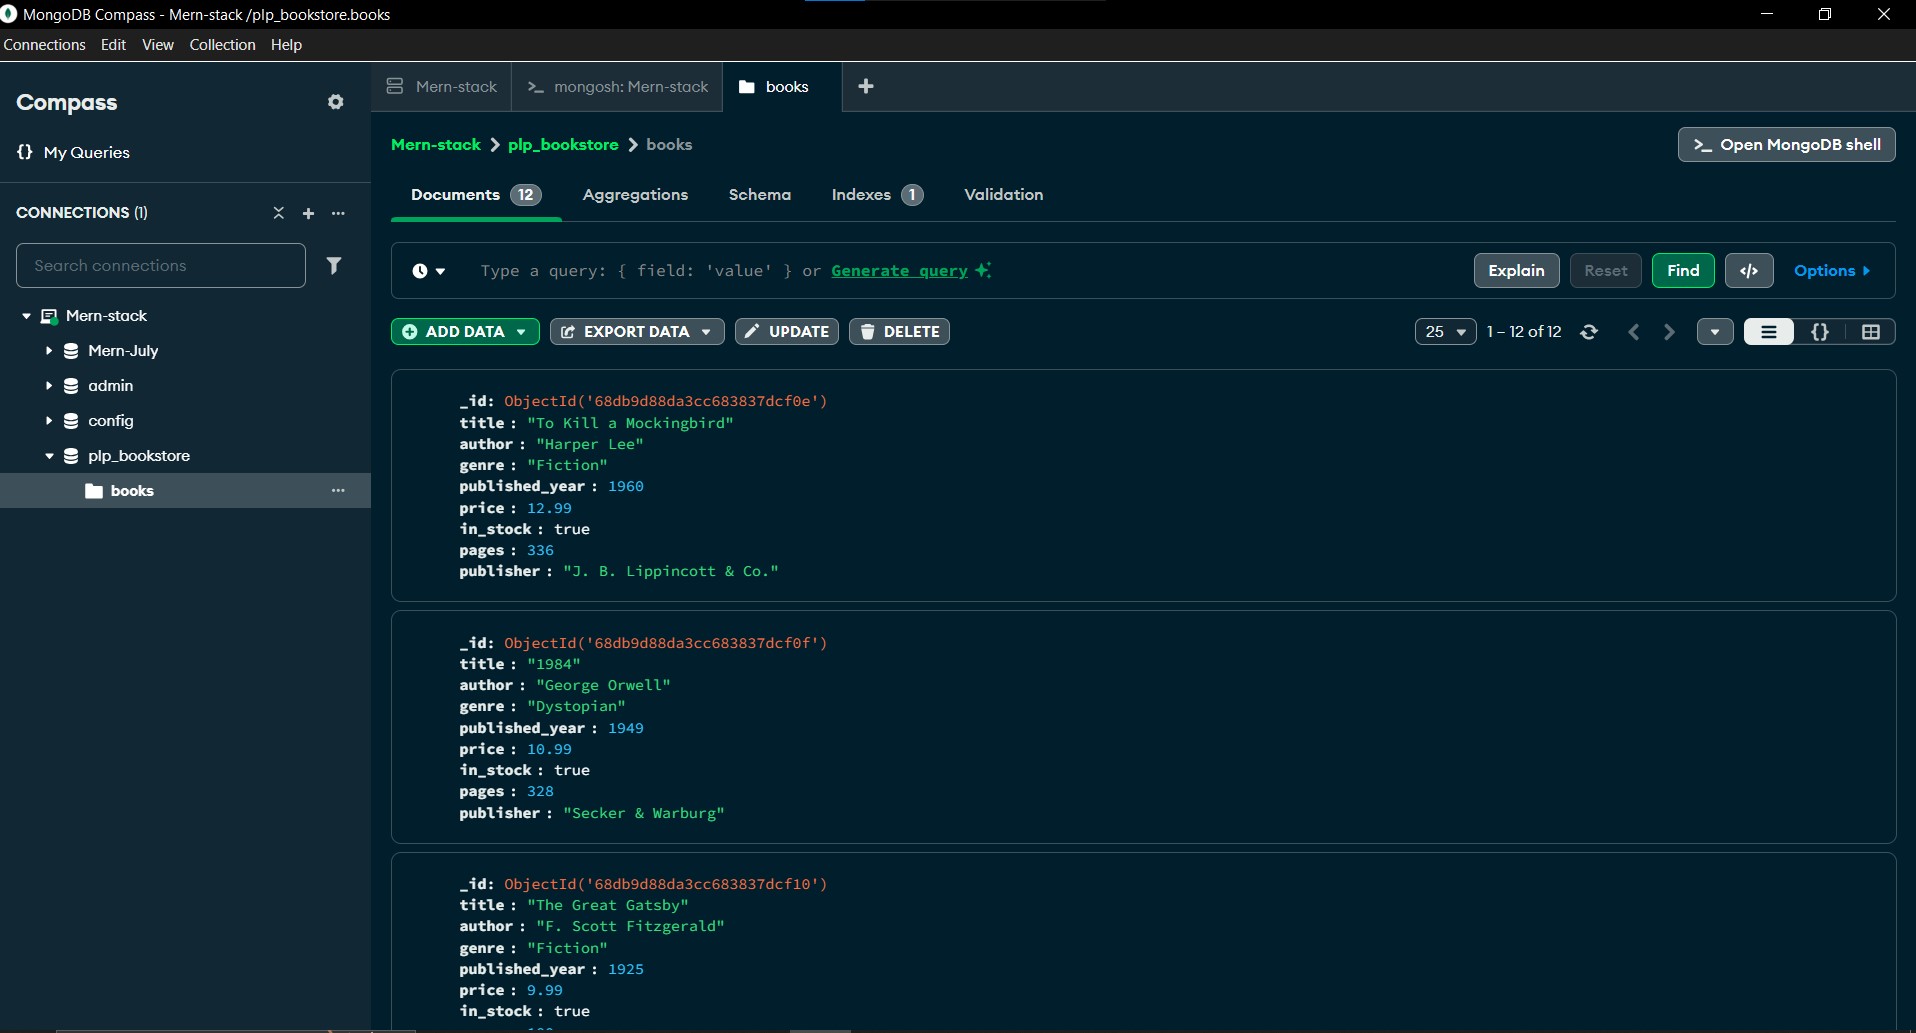 MongoDB Compass - Mern-stack /plp_bookstore.books
Connections Edit View Collection Help
Compass
{} My Queries
CONNECTIONS (1)
Search connections
Mern-stack
Mern-July
admin
config
plp_bookstore
books
Mern-stack
>_ mongosh: Mern-stack
books
Mern-stack > plp_bookstore > books
>_ Open MongoDB shell
Documents 12 Aggregations Schema Indexes 1 Validation
Type a query: { field: 'value' } or Generate query
Explain Reset Find </> Options
ADD DATA EXPORT DATA UPDATE DELETE
25 1 – 12 of 12 {}
_id: ObjectId('68db9d88da3cc683837dcf0e')
title : "To Kill a Mockingbird"
author : "Harper Lee"
genre : "Fiction"
published_year : 1960
price : 12.99
in_stock : true
pages : 336
publisher : "J. B. Lippincott & Co."
_id: ObjectId('68db9d88da3cc683837dcf0f')
title : "1984"
author : "George Orwell"
genre : "Dystopian"
published_year : 1949
price : 10.99
in_stock : true
pages : 328
publisher : "Secker & Warburg"
_id: ObjectId('68db9d88da3cc683837dcf10')
title : "The Great Gatsby"
author : "F. Scott Fitzgerald"
genre : "Fiction"
published_year : 1925
price : 9.99
in_stock : true